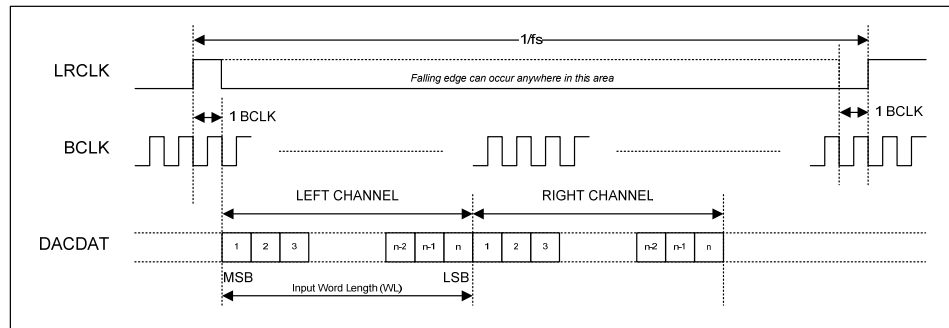 1/fs
LRCLK
Falling edge can occur anywhere in this area
1 BCLK
1 BCLK
BCLK
LEFT CHANNEL
RIGHT CHANNEL
DACDAT
1 2 3 n-2 n-1 n 1 2 3 n-2 n-1 n
MSB
LSB
Input Word Length (WL)